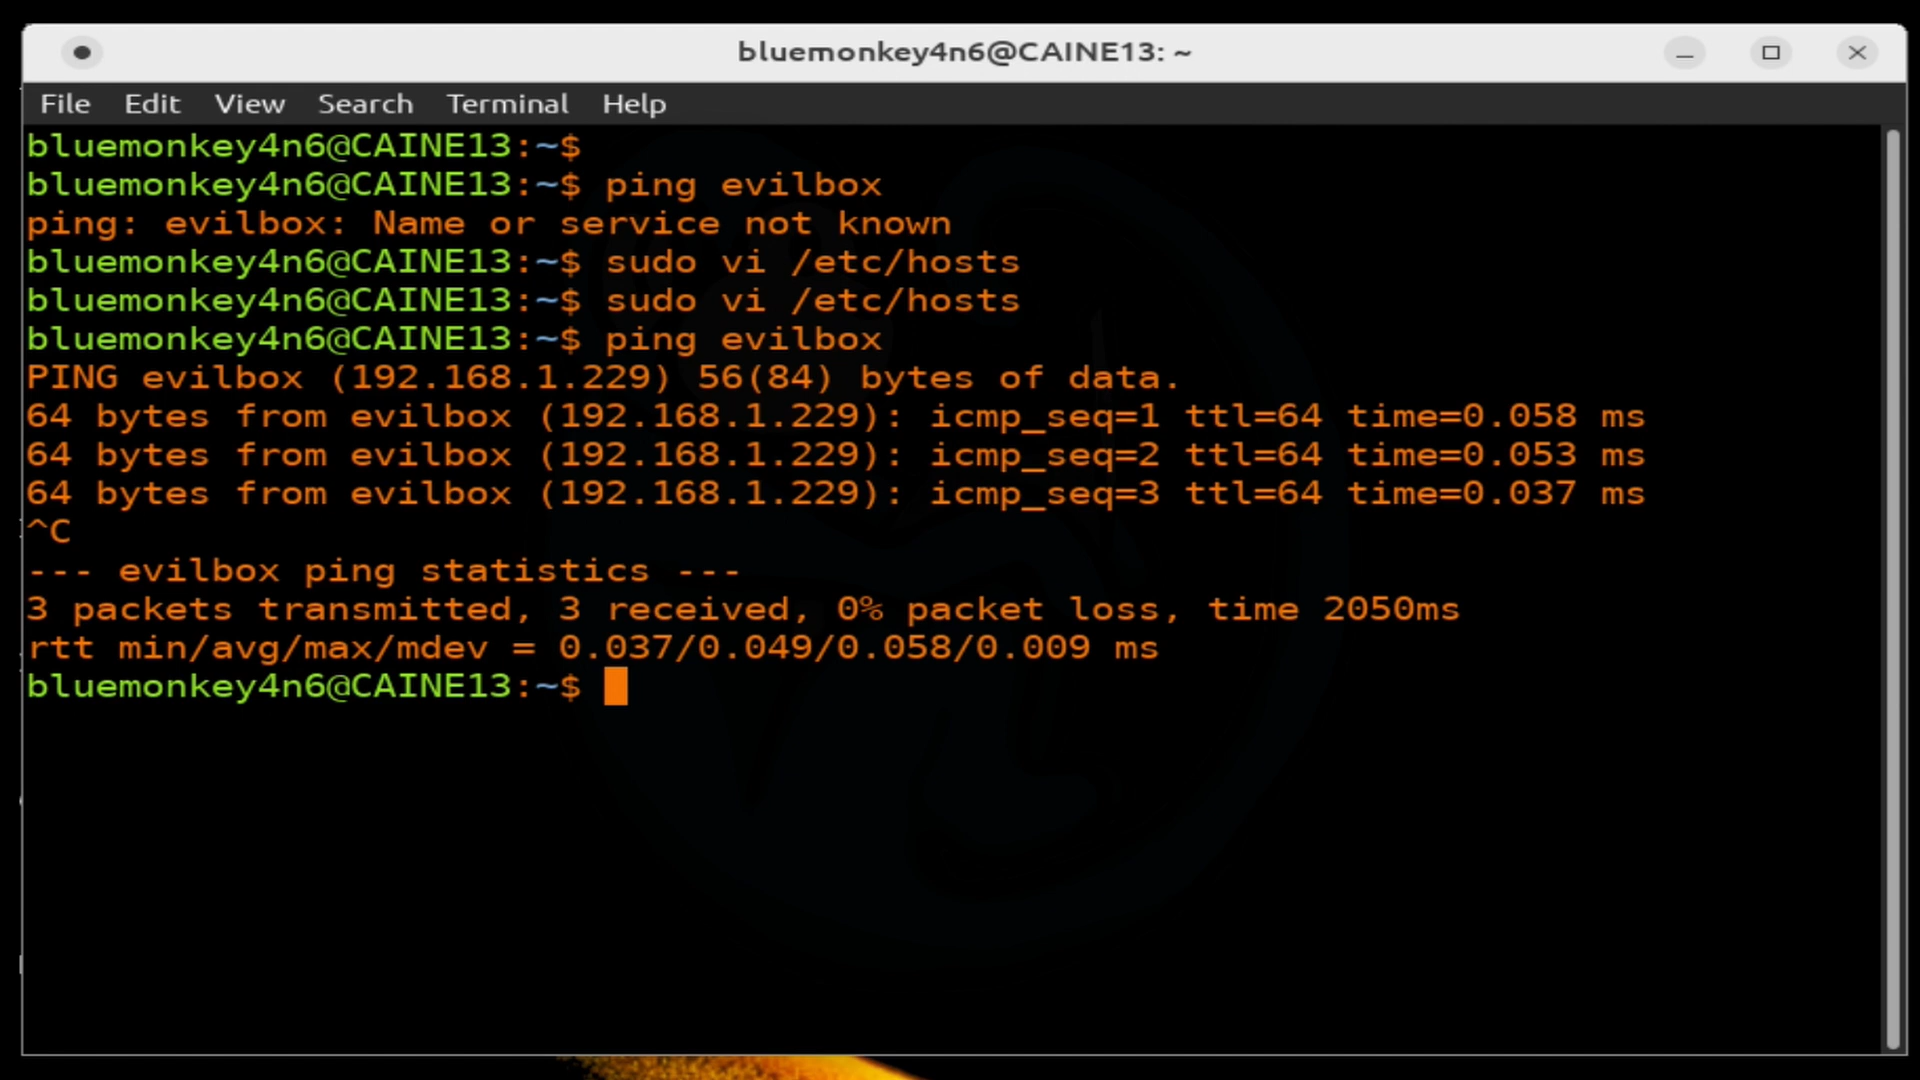 bluemonkey4n6@CAINE13: ~
File Edit View Search Terminal Help
bluemonkey4n6@CAINE13:~$
bluemonkey4n6@CAINE13:~$ ping evilbox
ping: evilbox: Name or service not known
bluemonkey4n6@CAINE13:~$ sudo vi /etc/hosts
bluemonkey4n6@CAINE13:~$ sudo vi /etc/hosts
bluemonkey4n6@CAINE13:~$ ping evilbox
PING evilbox (192.168.1.229) 56(84) bytes of data.
64 bytes from evilbox (192.168.1.229): icmp_seq=1 ttl=64 time=0.058 ms
64 bytes from evilbox (192.168.1.229): icmp_seq=2 ttl=64 time=0.053 ms
64 bytes from evilbox (192.168.1.229): icmp_seq=3 ttl=64 time=0.037 ms
^C
--- evilbox ping statistics ---
3 packets transmitted, 3 received, 0% packet loss, time 2050ms
rtt min/avg/max/mdev = 0.037/0.049/0.058/0.009 ms
bluemonkey4n6@CAINE13:~$